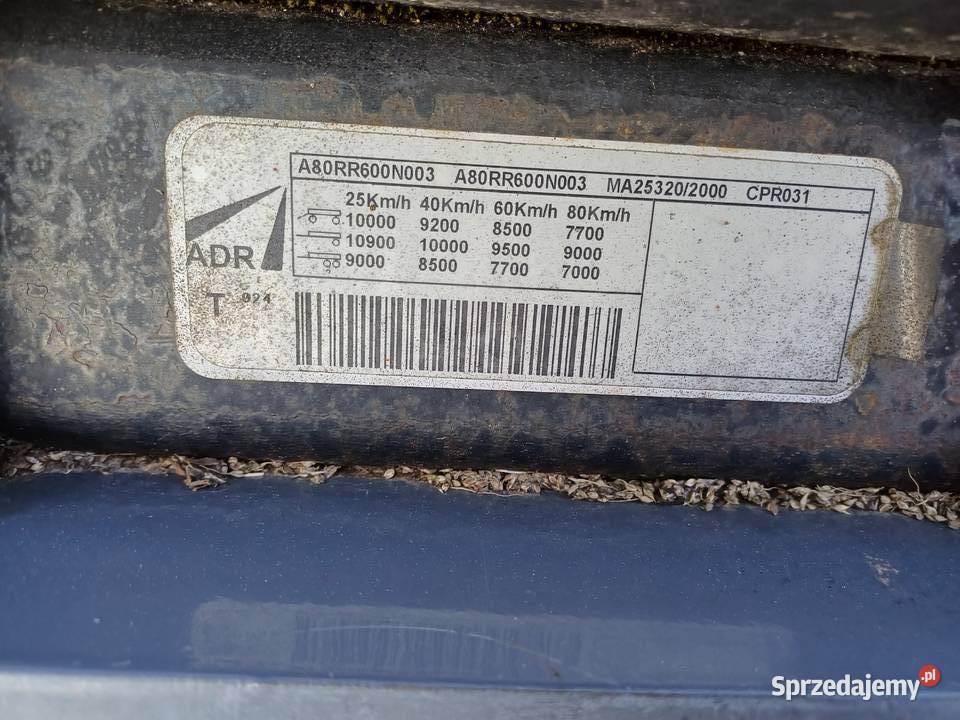 A80RR600N003 A80RR600N003 MA25320/2000 CPR031
25Km/h 40Km/h 60Km/h 80Km/h
10000 9200 8500 7700
10900 10000 9500 9000
9000 8500 7700 7000
ADR
T 024
Sprzedajemy.pl